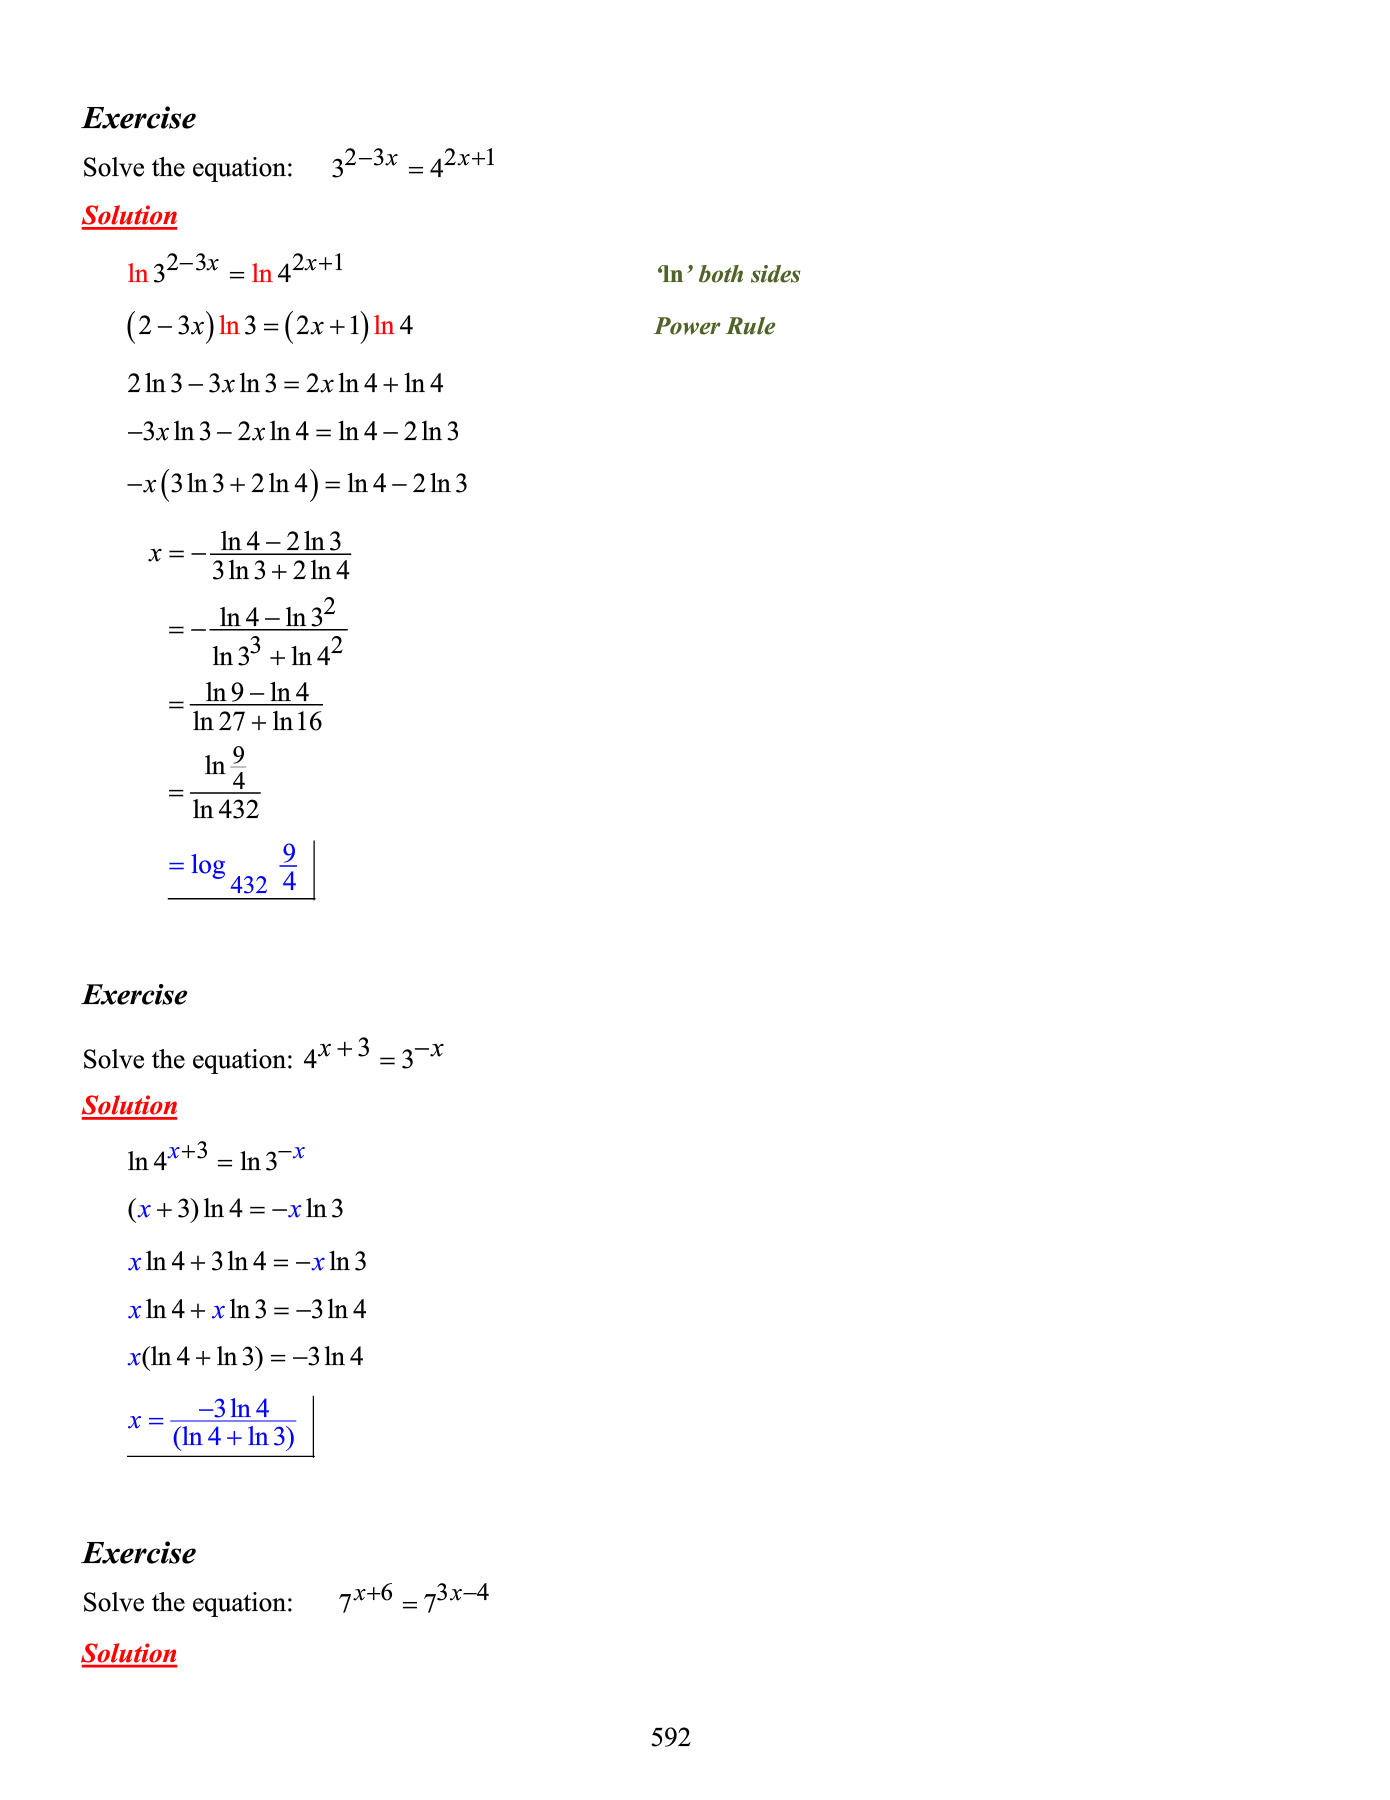 Exercise
Solve the equation: 3^{2−3x} = 4^{2x+1}
Solution
ln 3^{2−3x} = ln 4^{2x+1} ‘ln’ both sides
(2 − 3x) ln 3 = (2x + 1) ln 4 Power Rule
2 ln 3 − 3x ln 3 = 2x ln 4 + ln 4
−3x ln 3 − 2x ln 4 = ln 4 − 2 ln 3
−x(3 ln 3 + 2 ln 4) = ln 4 − 2 ln 3
x = − \frac{ln 4 − 2 ln 3}{3 ln 3 + 2 ln 4}
= − \frac{ln 4 − ln 3^2}{ln 3^3 + ln 4^2}
= \frac{ln 9 − ln 4}{ln 27 + ln 16}
= \frac{ln \frac{9}{4}}{ln 432}
= log_{432} \frac{9}{4}
Exercise
Solve the equation: 4^{x + 3} = 3^{−x}
Solution
ln 4^{x+3} = ln 3^{−x}
(x + 3) ln 4 = −x ln 3
x ln 4 + 3 ln 4 = −x ln 3
x ln 4 + x ln 3 = −3 ln 4
x(ln 4 + ln 3) = −3 ln 4
x = \frac{−3 ln 4}{(ln 4 + ln 3)}
Exercise
Solve the equation: 7^{x+6} = 7^{3x−4}
Solution
592